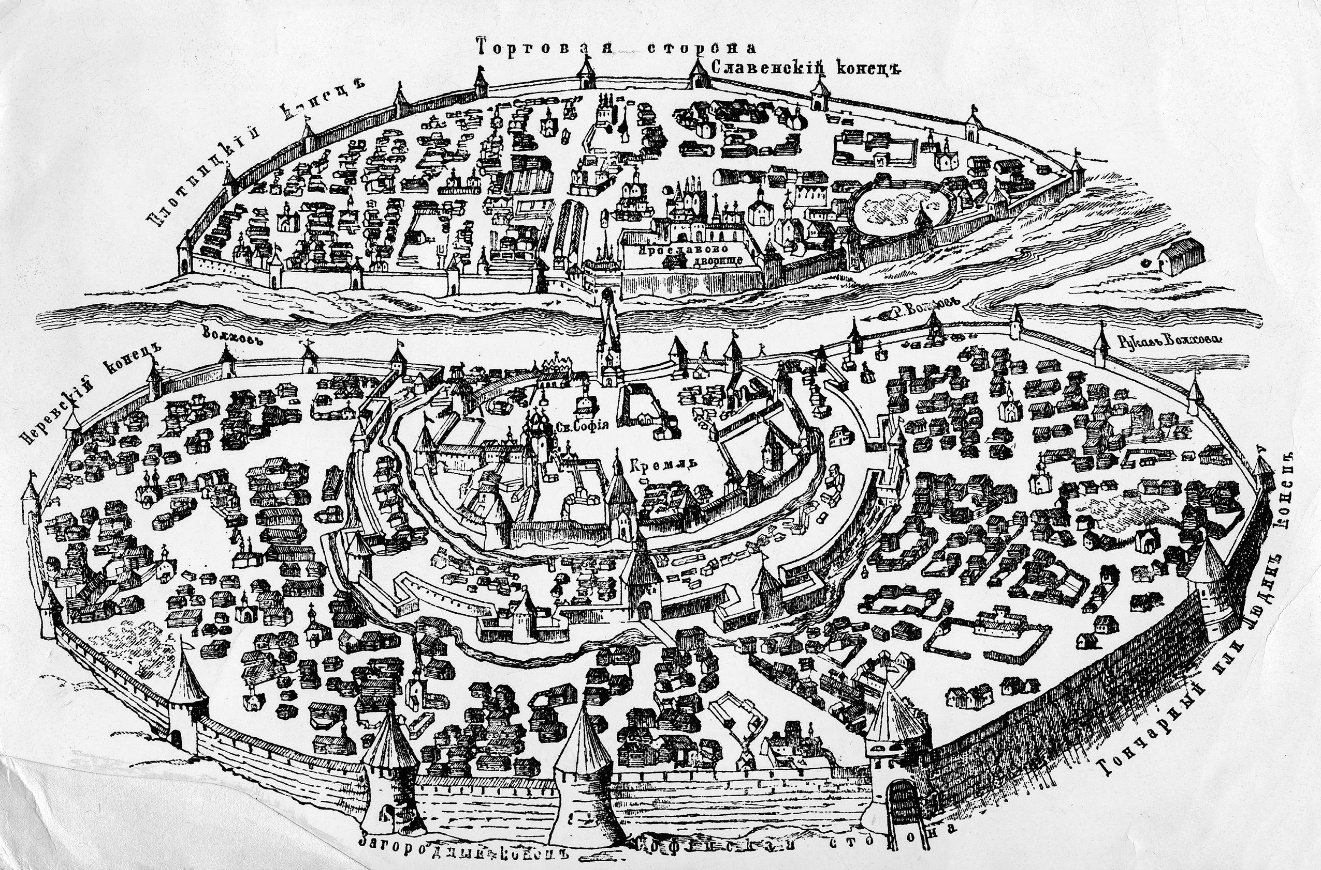 Торговая сторона
Славенскій конецъ
Плотницкій конецъ
Ярославово
дворище
Р. Волховъ
Волховъ
Рукавъ Волхова
Неревскій конецъ
Св. Софія
Кремль
Гончарный или Людинъ конецъ
Загородный конецъ
Софійская сторона